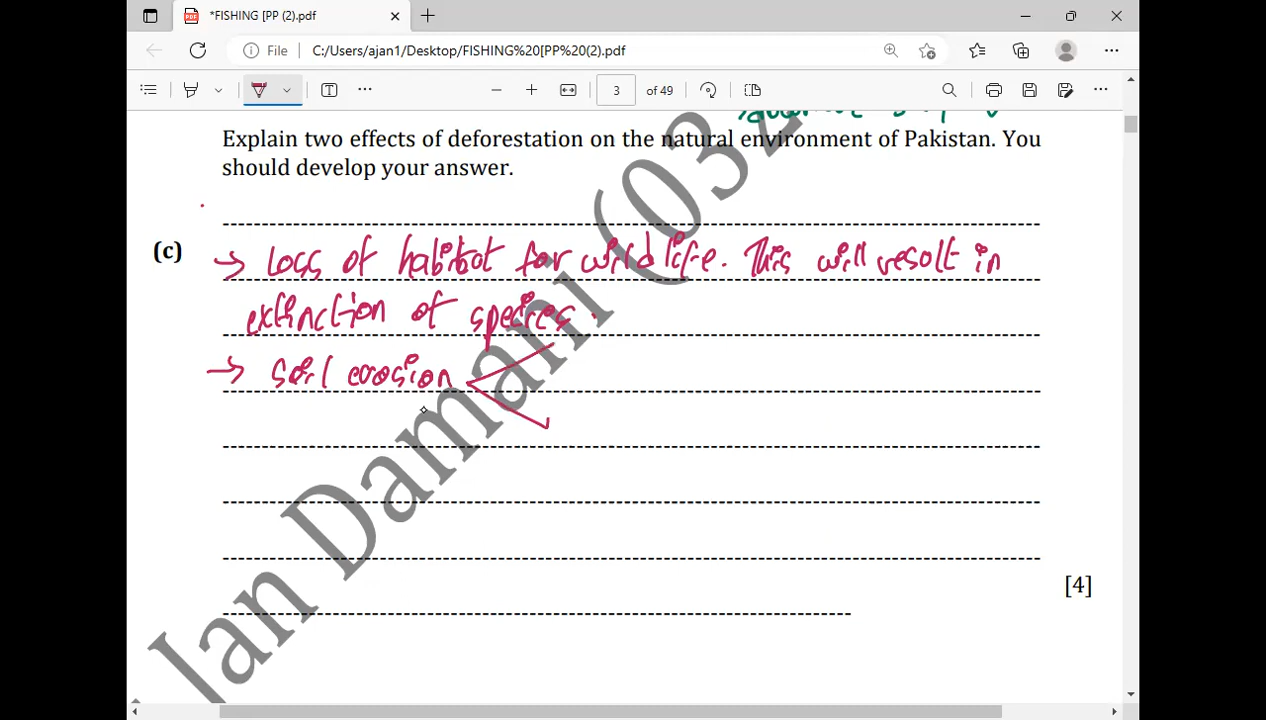 *FISHING [PP (2).pdf
File
C:/Users/ajan1/Desktop/FISHING%20[PP%20(2).pdf
3 of 49
Explain two effects of deforestation on the natural environment of Pakistan. You
should develop your answer.
(c)
→ Loss of habitat for wild life. This will result in
extinction of species.
→ Soil erosion
[4]
Jan Damani (032